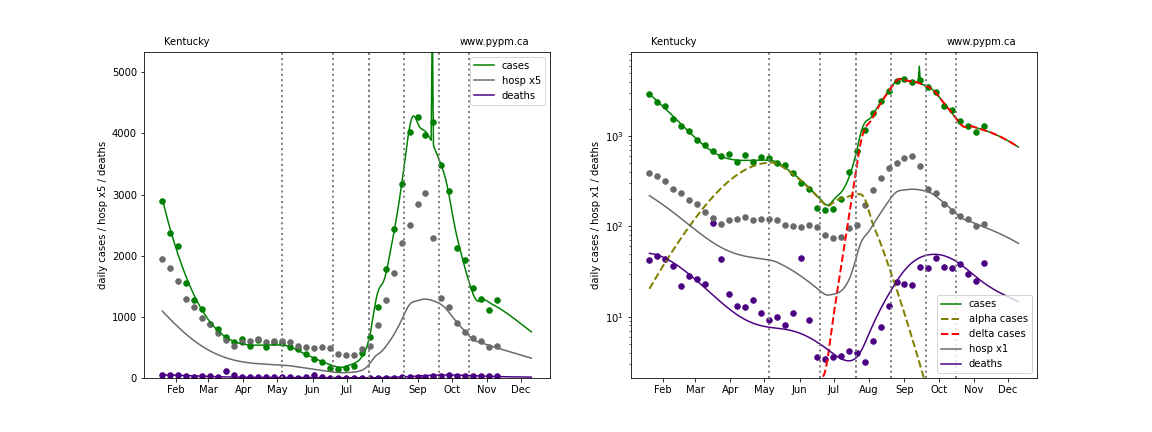 Kentucky www.pypm.ca
daily cases / hosp x5 / deaths
5000
4000
3000
2000
1000
0
Feb Mar Apr May Jun Jul Aug Sep Oct Nov Dec
cases
hosp x5
deaths
Kentucky www.pypm.ca
daily cases / hosp x1 / deaths
10³
10²
10¹
Feb Mar Apr May Jun Jul Aug Sep Oct Nov Dec
cases
alpha cases
delta cases
hosp x1
deaths